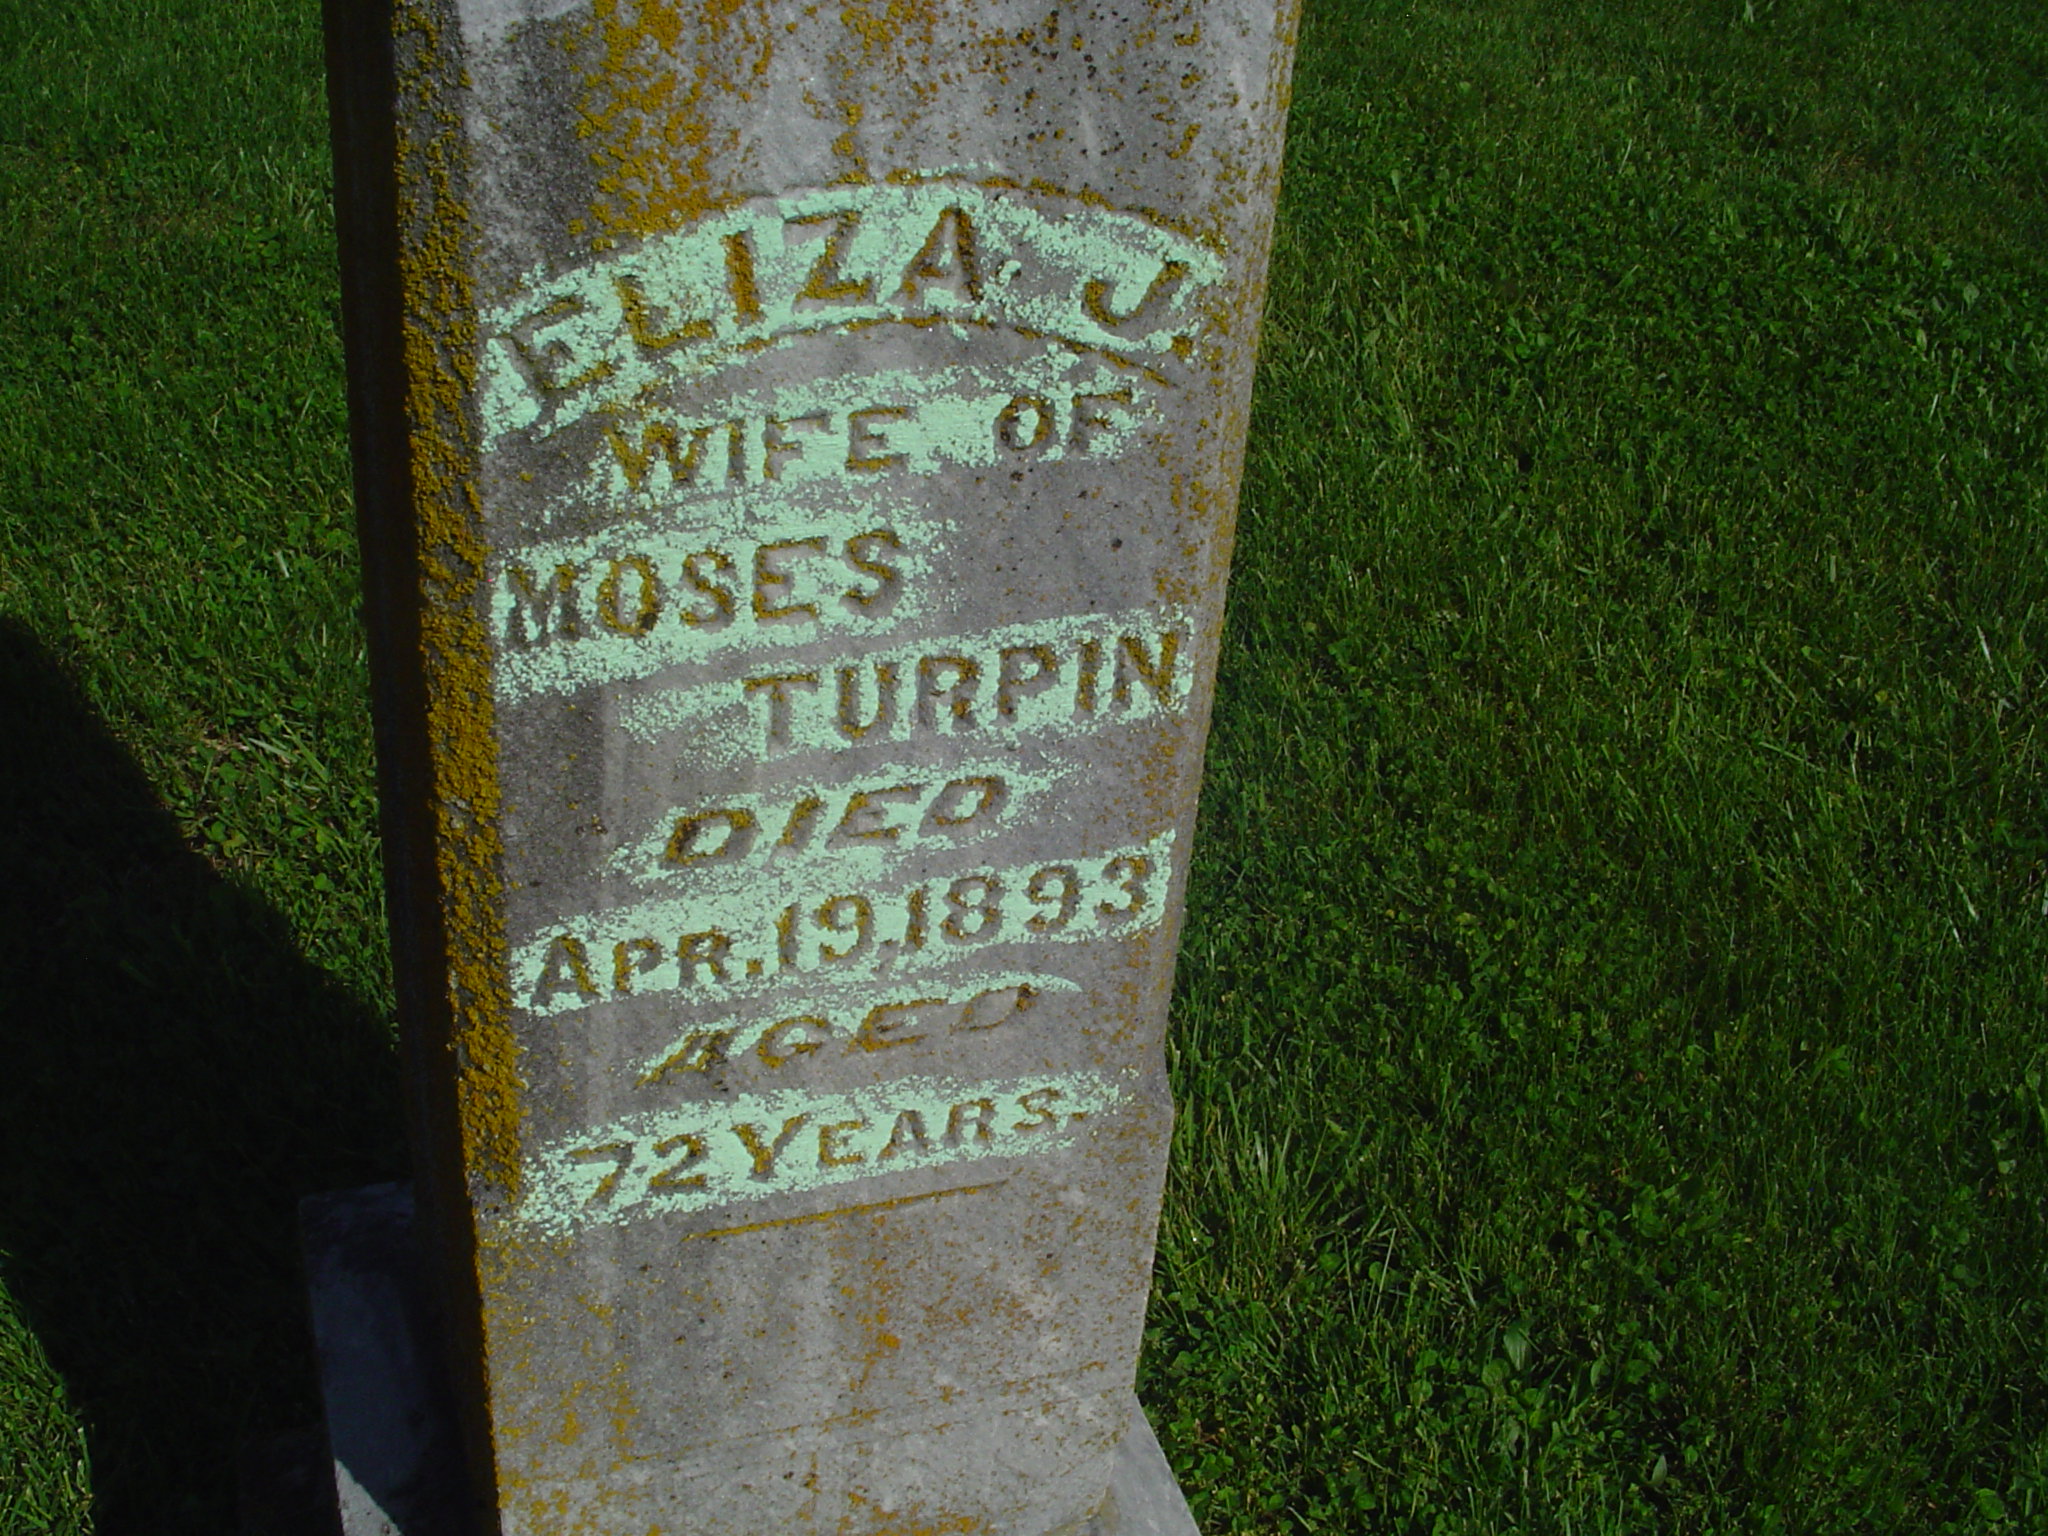 ELIZA J.
WIFE OF
MOSES
TURPIN
DIED
APR. 19, 1893
AGED
72 YEARS.